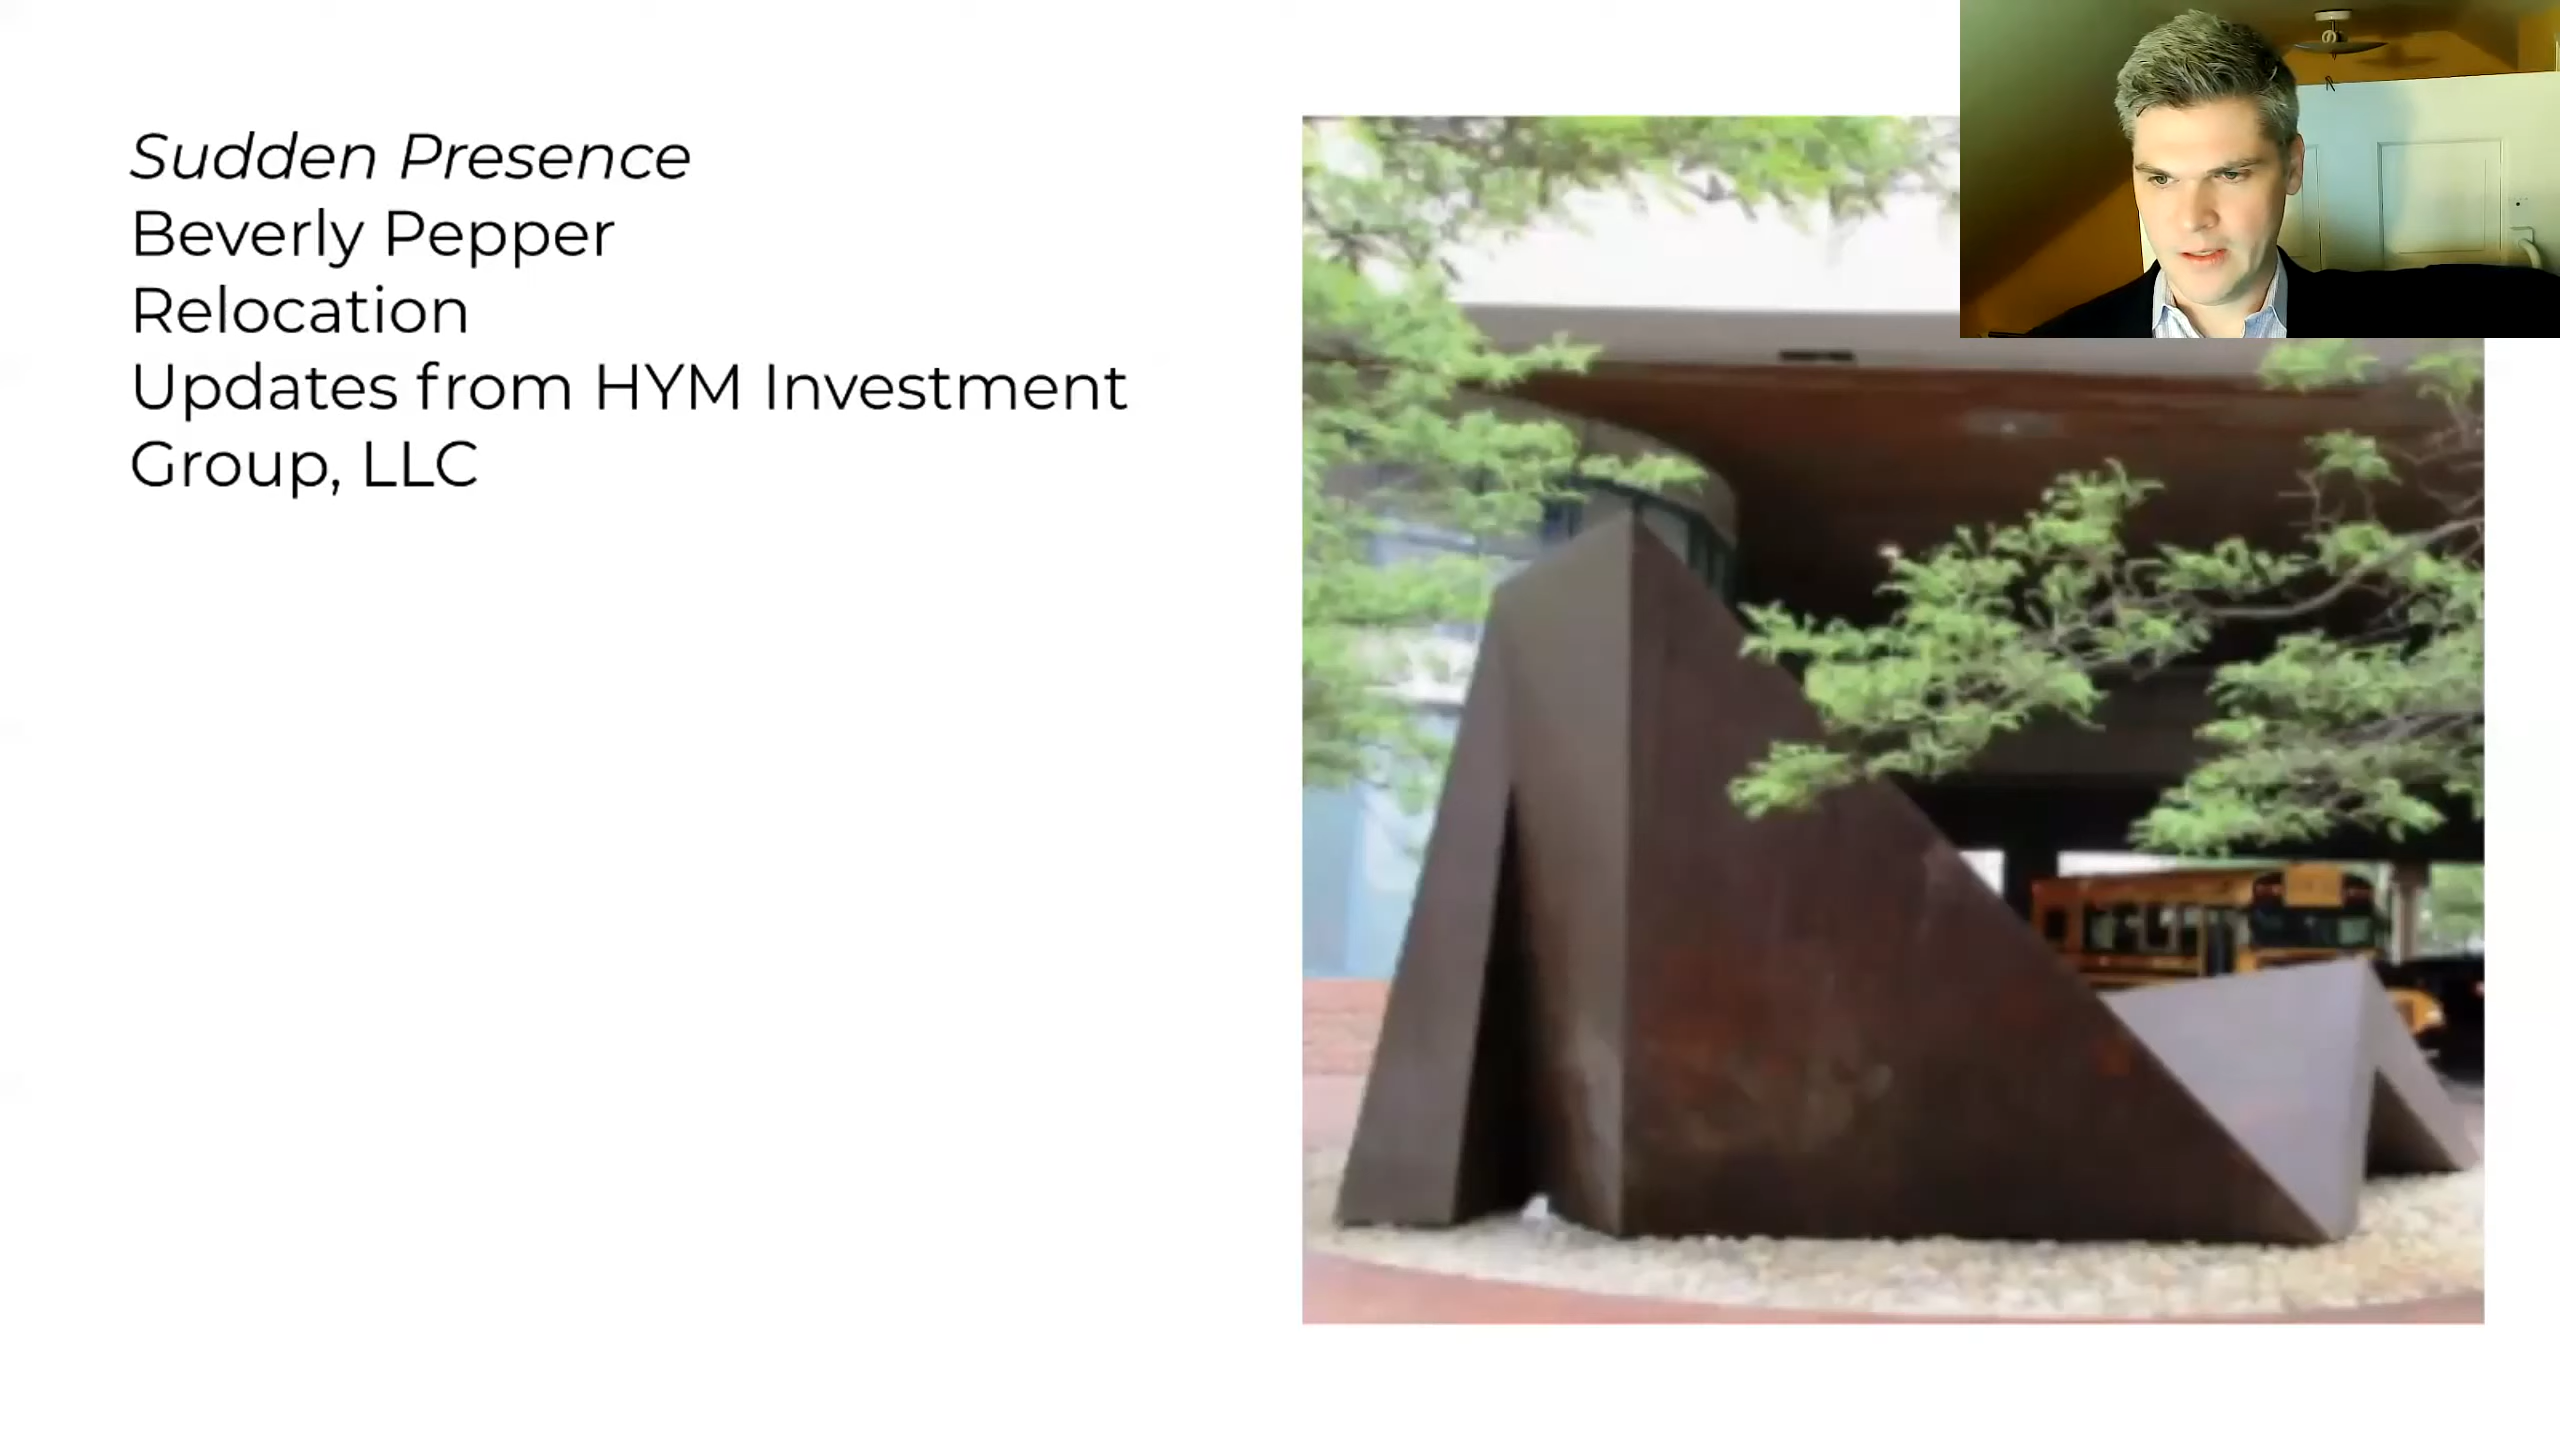 Sudden Presence
Beverly Pepper
Relocation
Updates from HYM Investment
Group, LLC